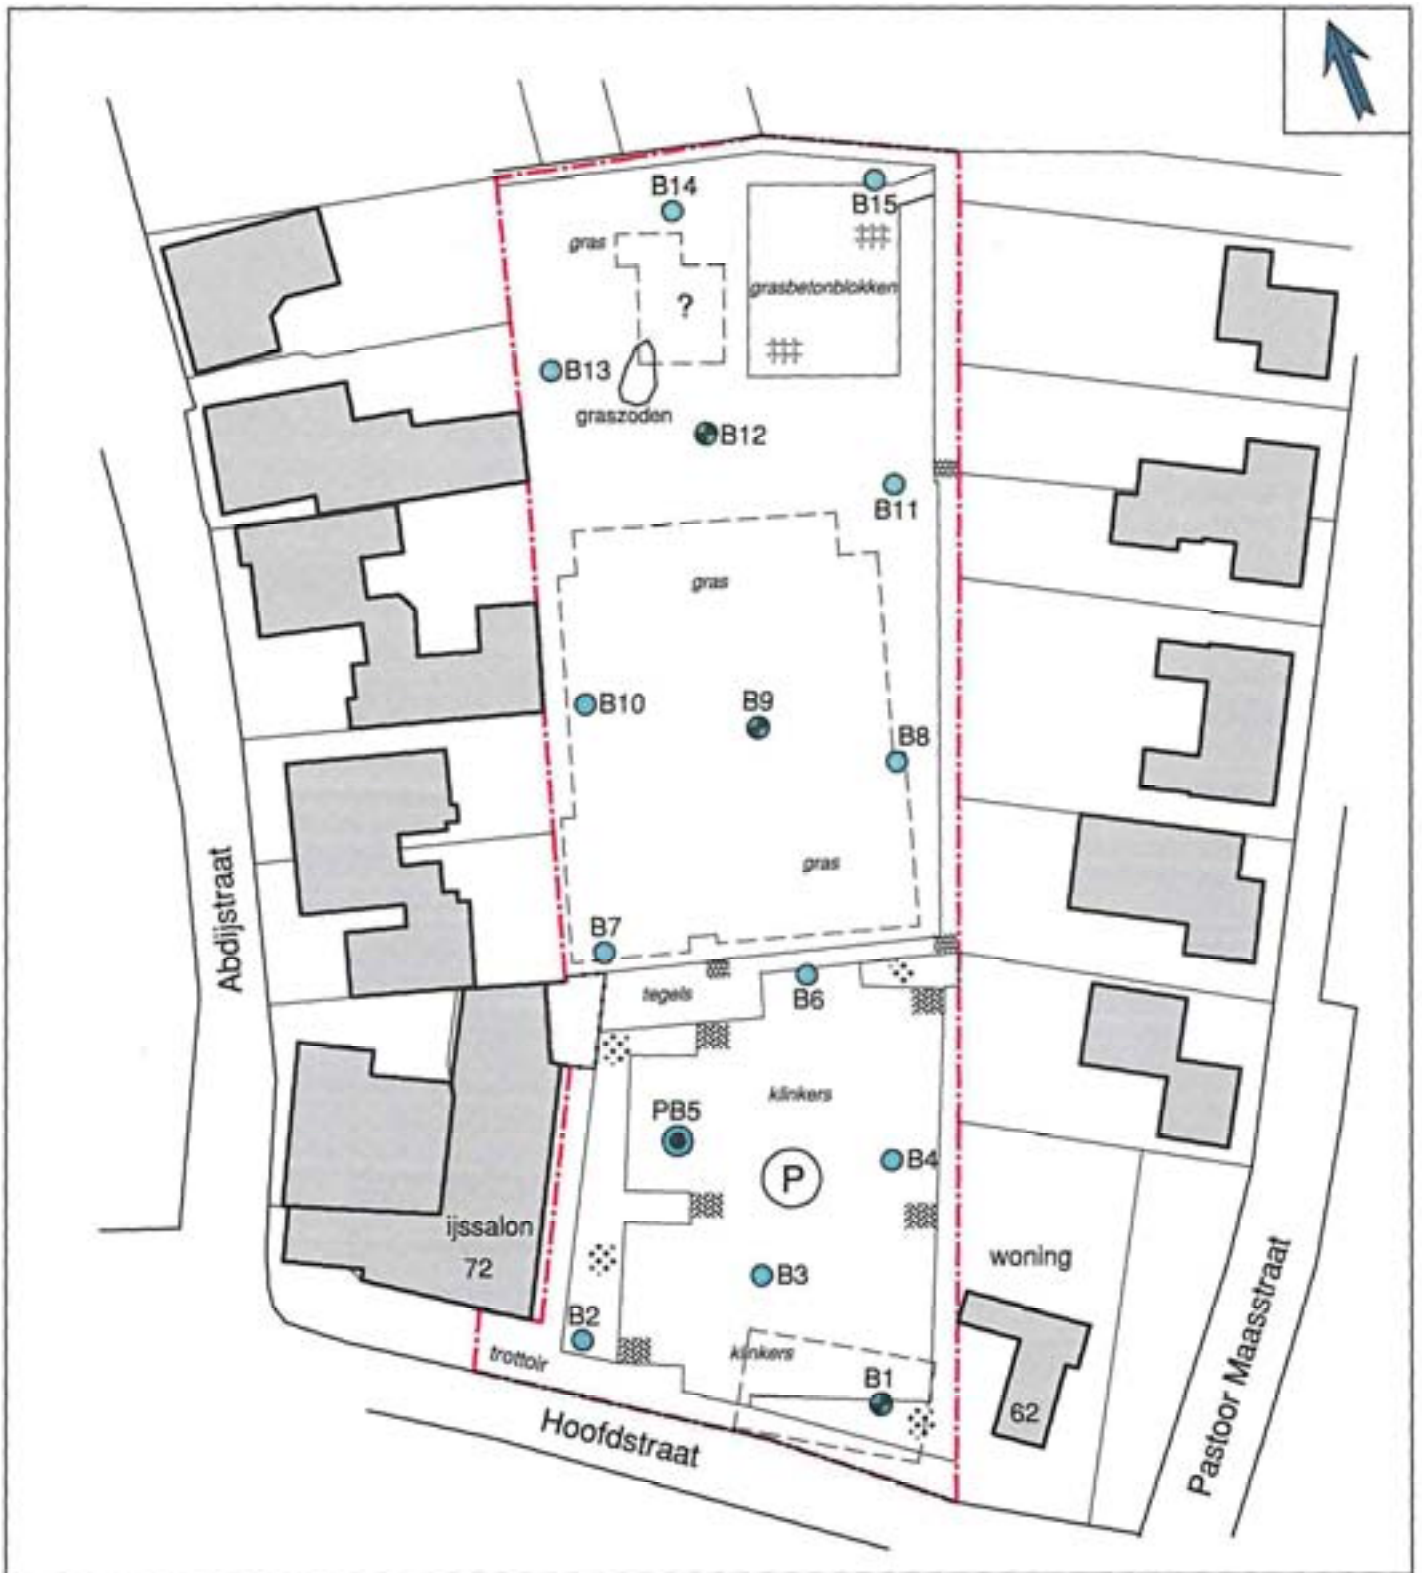 B14
B15
gras
grasbetonblokken
?
B13
graszoden
B12
B11
gras
B10
B9
B8
gras
Abdijstraat
B7
B6
tegels
klinkers
PB5
B4
P
ijssalon
72
woning
B3
B2
trottoir
klinkers
B1
62
Hoofdstraat
Pastoor Maasstraat